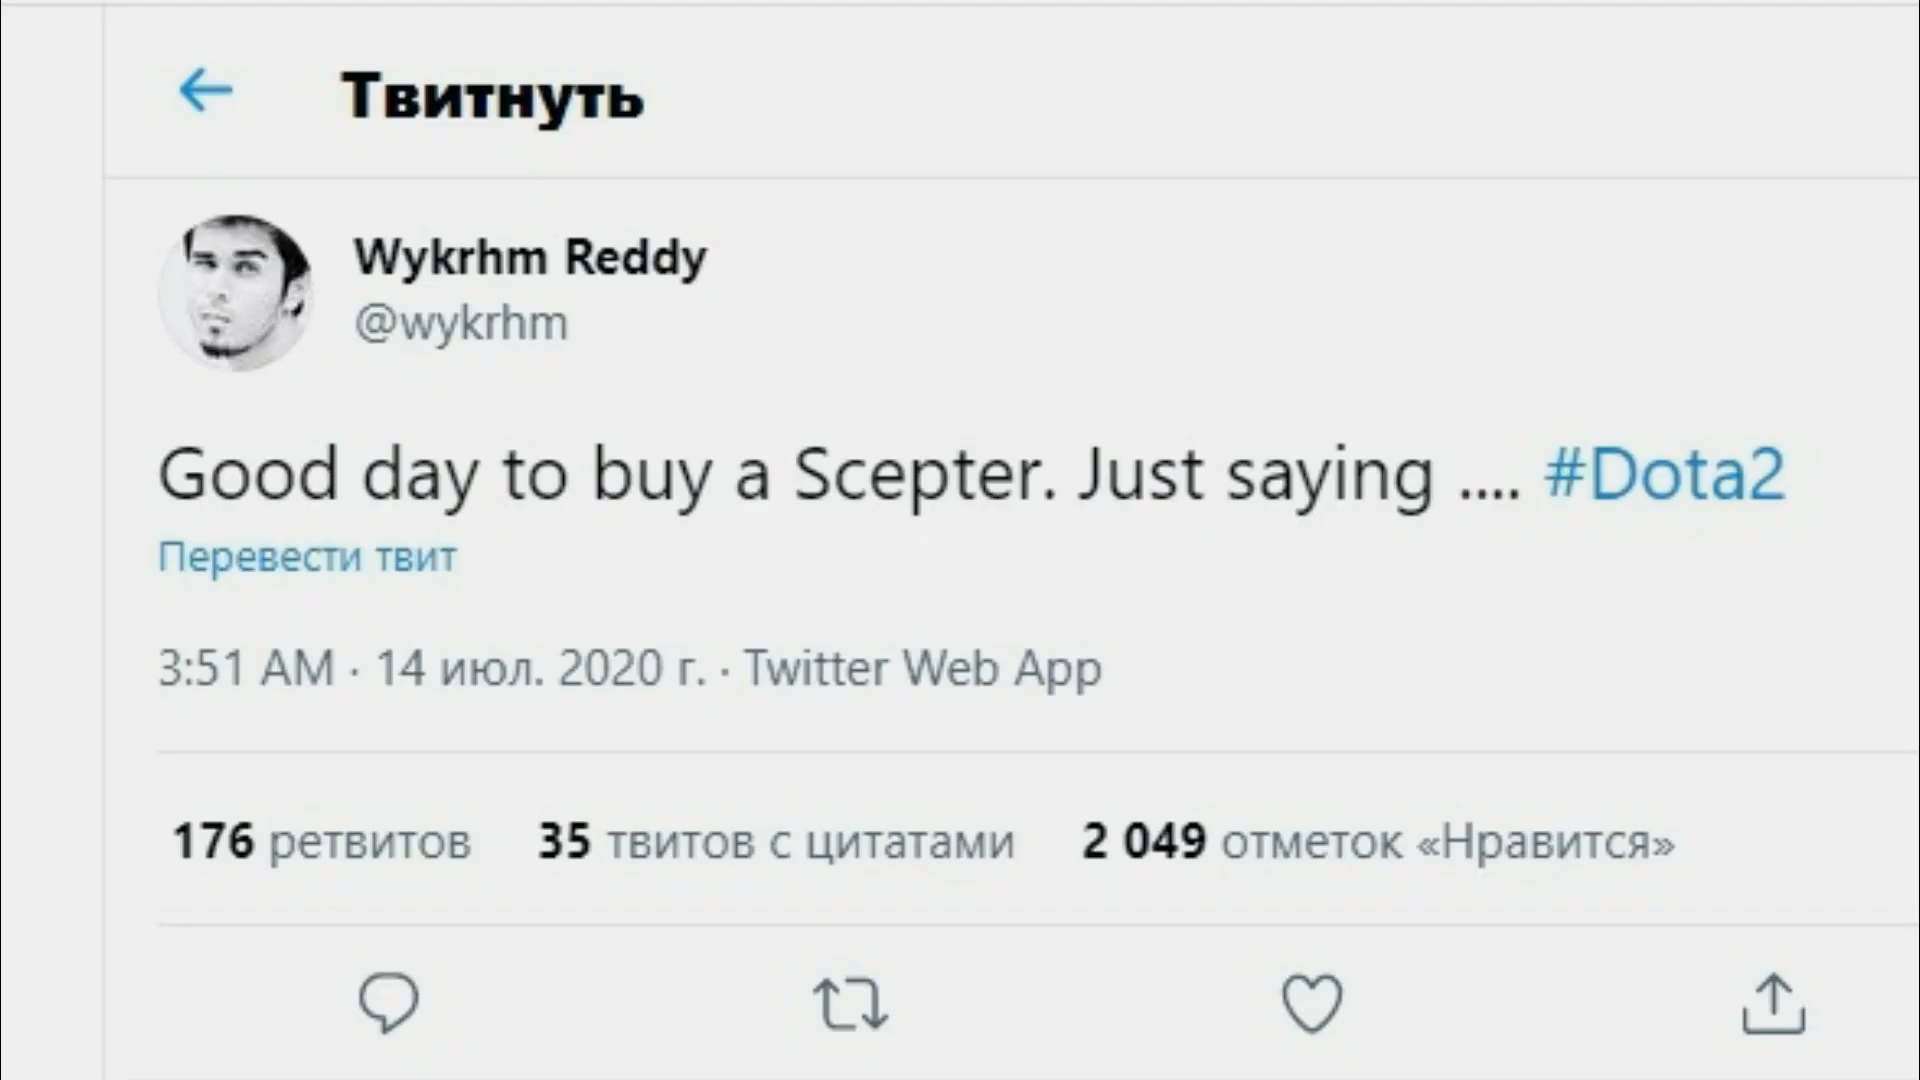 Твитнуть
Wykrhm Reddy
@wykrhm
Good day to buy a Scepter. Just saying .... #Dota2
Перевести твит
3:51 AM · 14 июл. 2020 г. · Twitter Web App
176 ретвитов 35 твитов с цитатами 2 049 отметок «Нравится»